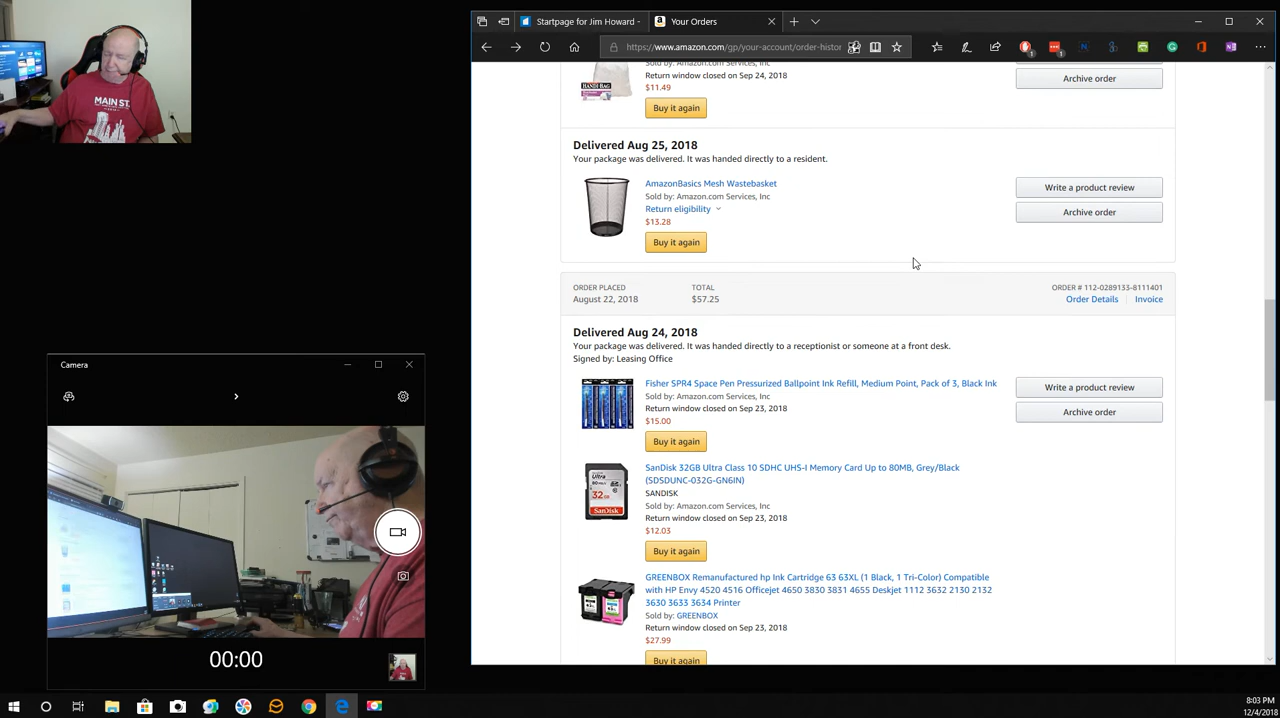 Startpage for Jim Howard -
Your Orders
https://www.amazon.com/gp/your-account/order-histor
MAIN ST.
Sold by: Amazon.com Services, Inc
Return window closed on Sep 24, 2018
$11.49
HANDI-BAG
Buy it again
Archive order
Delivered Aug 25, 2018
Your package was delivered. It was handed directly to a resident.
AmazonBasics Mesh Wastebasket
Sold by: Amazon.com Services, Inc
Return eligibility
$13.28
Buy it again
Write a product review
Archive order
ORDER PLACED
August 22, 2018
TOTAL
$57.25
ORDER # 112-0289133-8111401
Order Details
Invoice
Delivered Aug 24, 2018
Your package was delivered. It was handed directly to a receptionist or someone at a front desk.
Signed by: Leasing Office
Fisher SPR4 Space Pen Pressurized Ballpoint Ink Refill, Medium Point, Pack of 3, Black Ink
Sold by: Amazon.com Services, Inc
Return window closed on Sep 23, 2018
$15.00
Buy it again
Write a product review
Archive order
SanDisk 32GB Ultra Class 10 SDHC UHS-I Memory Card Up to 80MB, Grey/Black
(SDSDUNC-032G-GN6IN)
SANDISK
Sold by: Amazon.com Services, Inc
Return window closed on Sep 23, 2018
$12.03
Ultra
32GB
SanDisk
Buy it again
GREENBOX Remanufactured hp Ink Cartridge 63 63XL (1 Black, 1 Tri-Color) Compatible
with HP Envy 4520 4516 Officejet 4650 3830 3831 4655 Deskjet 1112 3632 2130 2132
3630 3633 3634 Printer
Sold by: GREENBOX
Return window closed on Sep 23, 2018
$27.99
Buy it again
Camera
00:00
8:03 PM
12/4/2018